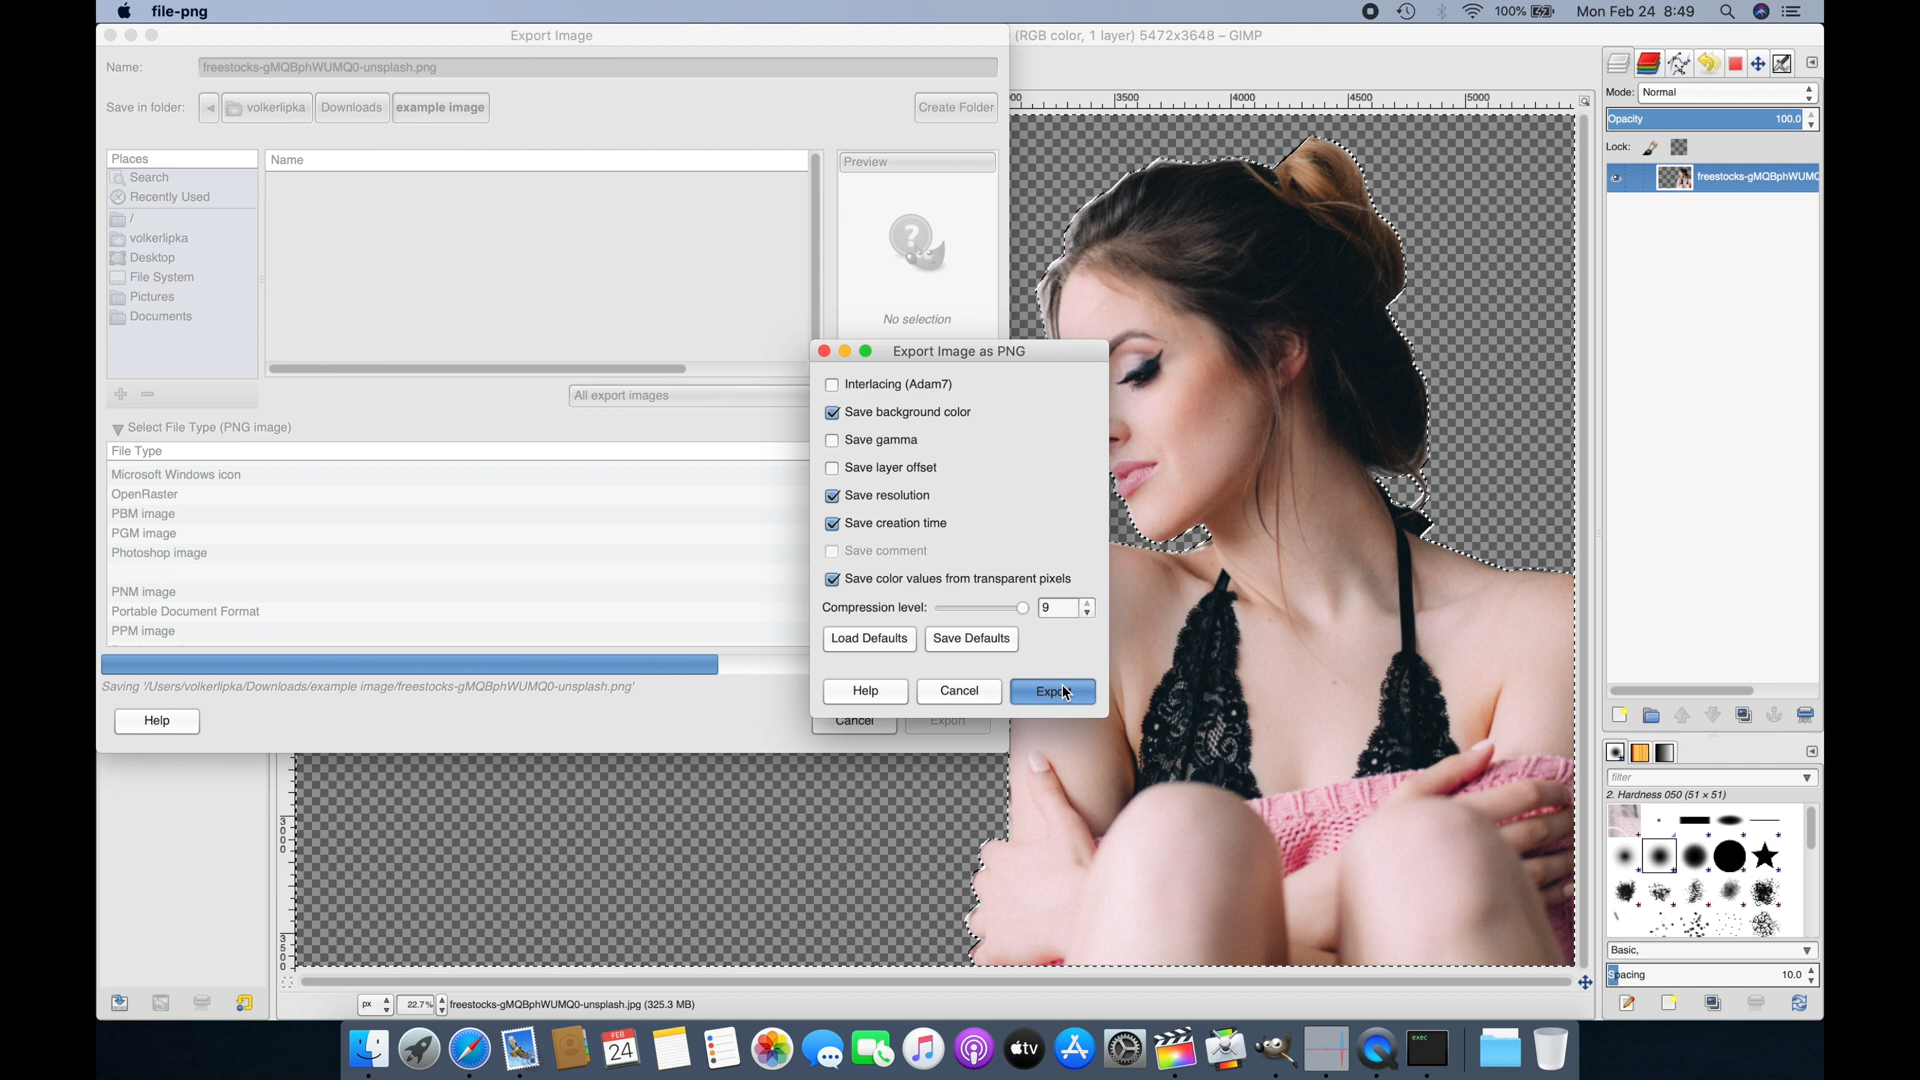 file-png
100%
Mon Feb 24 8:49
Export Image
(RGB color, 1 layer) 5472x3648 – GIMP
Name:
freestocks-gMQBphWUMQ0-unsplash.png
Save in folder:
volkerlipka
Downloads
example image
Create Folder
Places
Search
Recently Used
/
volkerlipka
Desktop
File System
Pictures
Documents
Name
Preview
No selection
All export images
Select File Type (PNG image)
File Type
Microsoft Windows icon
OpenRaster
PBM image
PGM image
Photoshop image
PNM image
Portable Document Format
PPM image
Saving '/Users/volkerlipka/Downloads/example image/freestocks-gMQBphWUMQ0-unsplash.png'
Help
Cancel
Export
Export Image as PNG
Interlacing (Adam7)
Save background color
Save gamma
Save layer offset
Save resolution
Save creation time
Save comment
Save color values from transparent pixels
Compression level:
9
Load Defaults
Save Defaults
Help
Cancel
Export
00
3500
4000
4500
5000
3000
3500
px
22.7%
freestocks-gMQBphWUMQ0-unsplash.jpg (325.3 MB)
Mode:
Normal
Opacity
100.0
Lock:
freestocks-gMQBphWUMQ
filter
2. Hardness 050 (51 × 51)
Basic,
Spacing
10.0
FEB
24
tv
exec